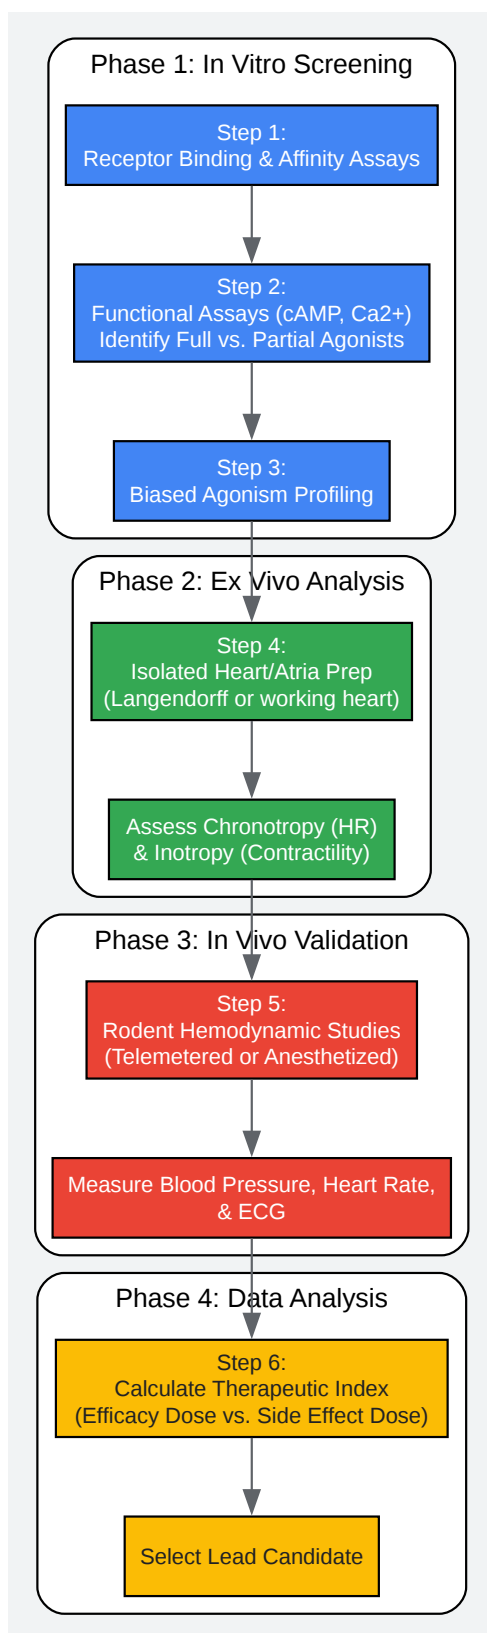 Phase 1: In Vitro Screening
Step 1:
Receptor Binding & Affinity Assays
Step 2:
Functional Assays (cAMP, Ca2+)
Identify Full vs. Partial Agonists
Step 3:
Biased Agonism Profiling
Phase 2: Ex Vivo Analysis
Step 4:
Isolated Heart/Atria Prep
(Langendorff or working heart)
Assess Chronotropy (HR)
& Inotropy (Contractility)
Phase 3: In Vivo Validation
Step 5:
Rodent Hemodynamic Studies
(Telemetered or Anesthetized)
Measure Blood Pressure, Heart Rate,
& ECG
Phase 4: Data Analysis
Step 6:
Calculate Therapeutic Index
(Efficacy Dose vs. Side Effect Dose)
Select Lead Candidate